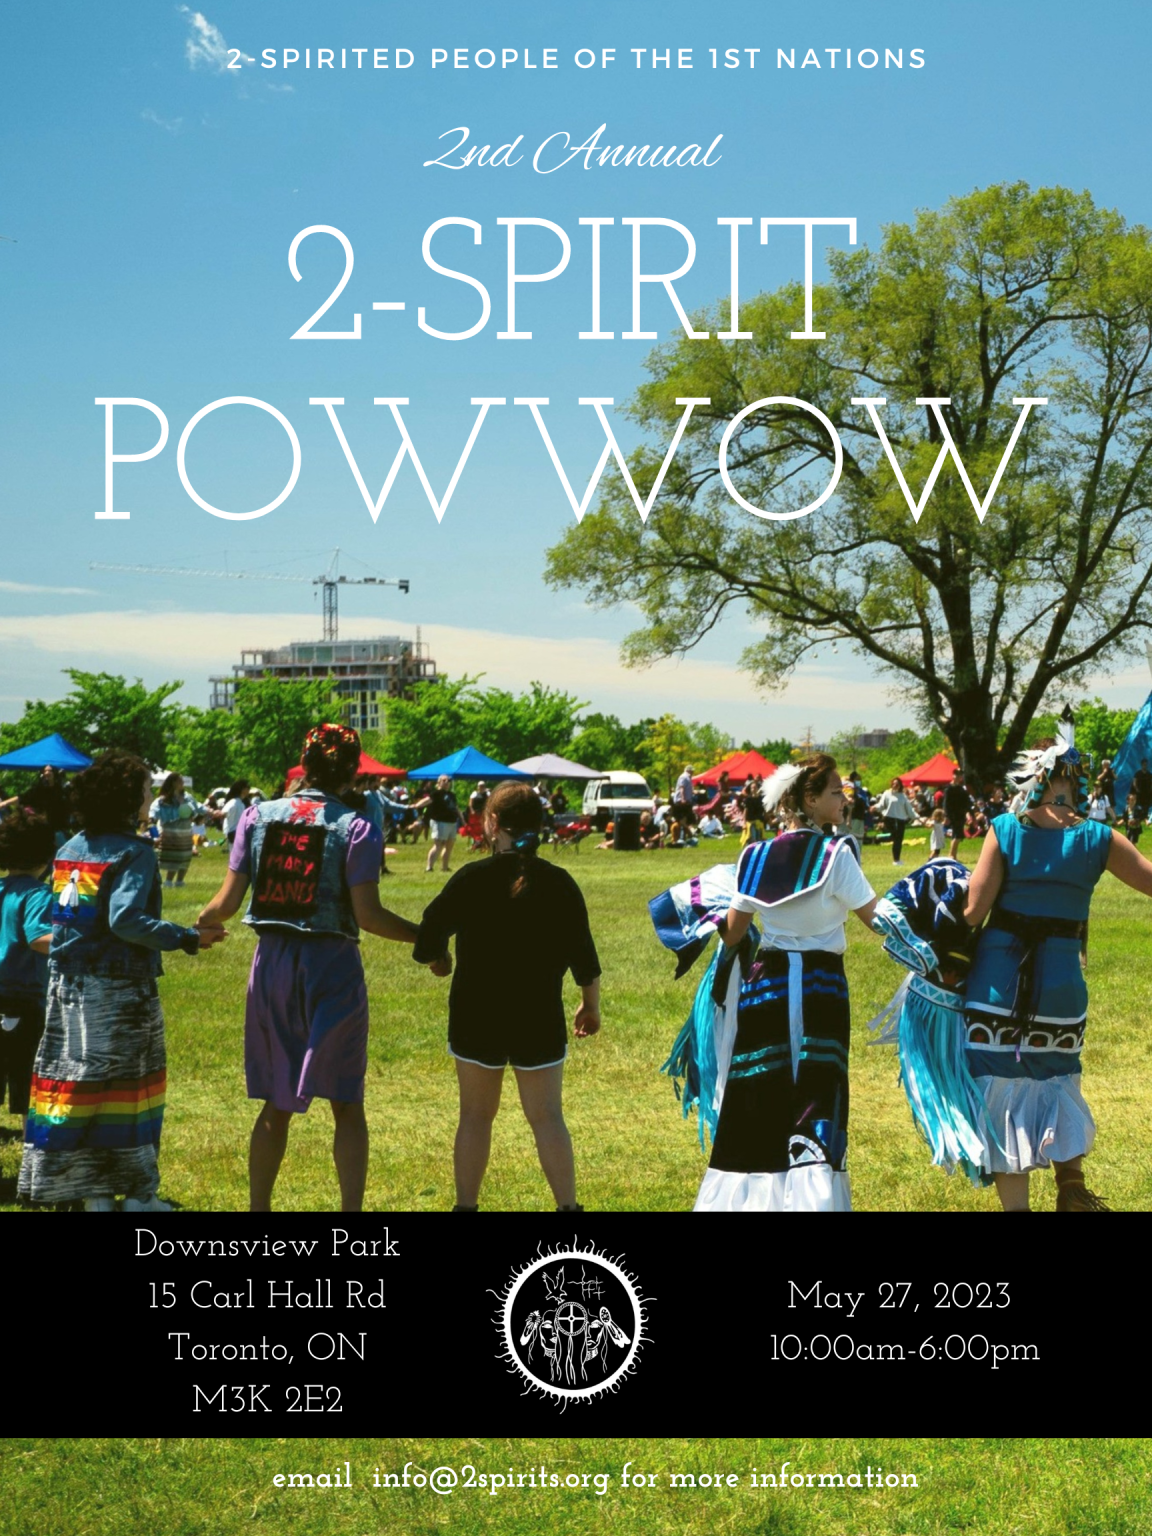 2-SPIRITED PEOPLE OF THE 1ST NATIONS
2nd Annual
2-SPIRIT
POWWOW
THE
MARY
JANES
Downsview Park
15 Carl Hall Rd
Toronto, ON
M3K 2E2
May 27, 2023
10:00am-6:00pm
email info@2spirits.org for more information